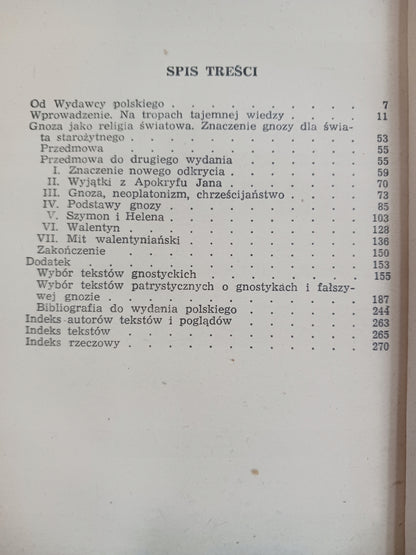 SPIS TREŚCI
Od Wydawcy polskiego . . . . . . . . . . 7
Wprowadzenie. Na tropach tajemnej wiedzy . . . . 11
Gnoza jako religia światowa. Znaczenie gnozy dla świa-
ta starożytnego . . . . . . . . . . . . 53
Przedmowa . . . . . . . . . . . . 55
Przedmowa do drugiego wydania . . . . . . 55
I. Znaczenie nowego odkrycia . . . . . . 59
II. Wyjątki z Apokryfu Jana . . . . . . . 70
III. Gnoza, neoplatonizm, chrześcijaństwo . . . . 73
IV. Podstawy gnozy . . . . . . . . . 85
V. Szymon i Helena . . . . . . . . . 103
VI. Walentyn . . . . . . . . . . . 128
VII. Mit walentyniański . . . . . . . . 136
Zakończenie . . . . . . . . . . . . 150
Dodatek . . . . . . . . . . . . . 153
Wybór tekstów gnostyckich . . . . . . . . 155
Wybór tekstów patrystycznych o gnostykach i fałszy-
wej gnozie . . . . . . . . . . . . 187
Bibliografia do wydania polskiego . . . . . . 244
Indeks autorów tekstów i poglądów . . . . . . 263
Indeks tekstów . . . . . . . . . . . 265
Indeks rzeczowy . . . . . . . . . . . 270